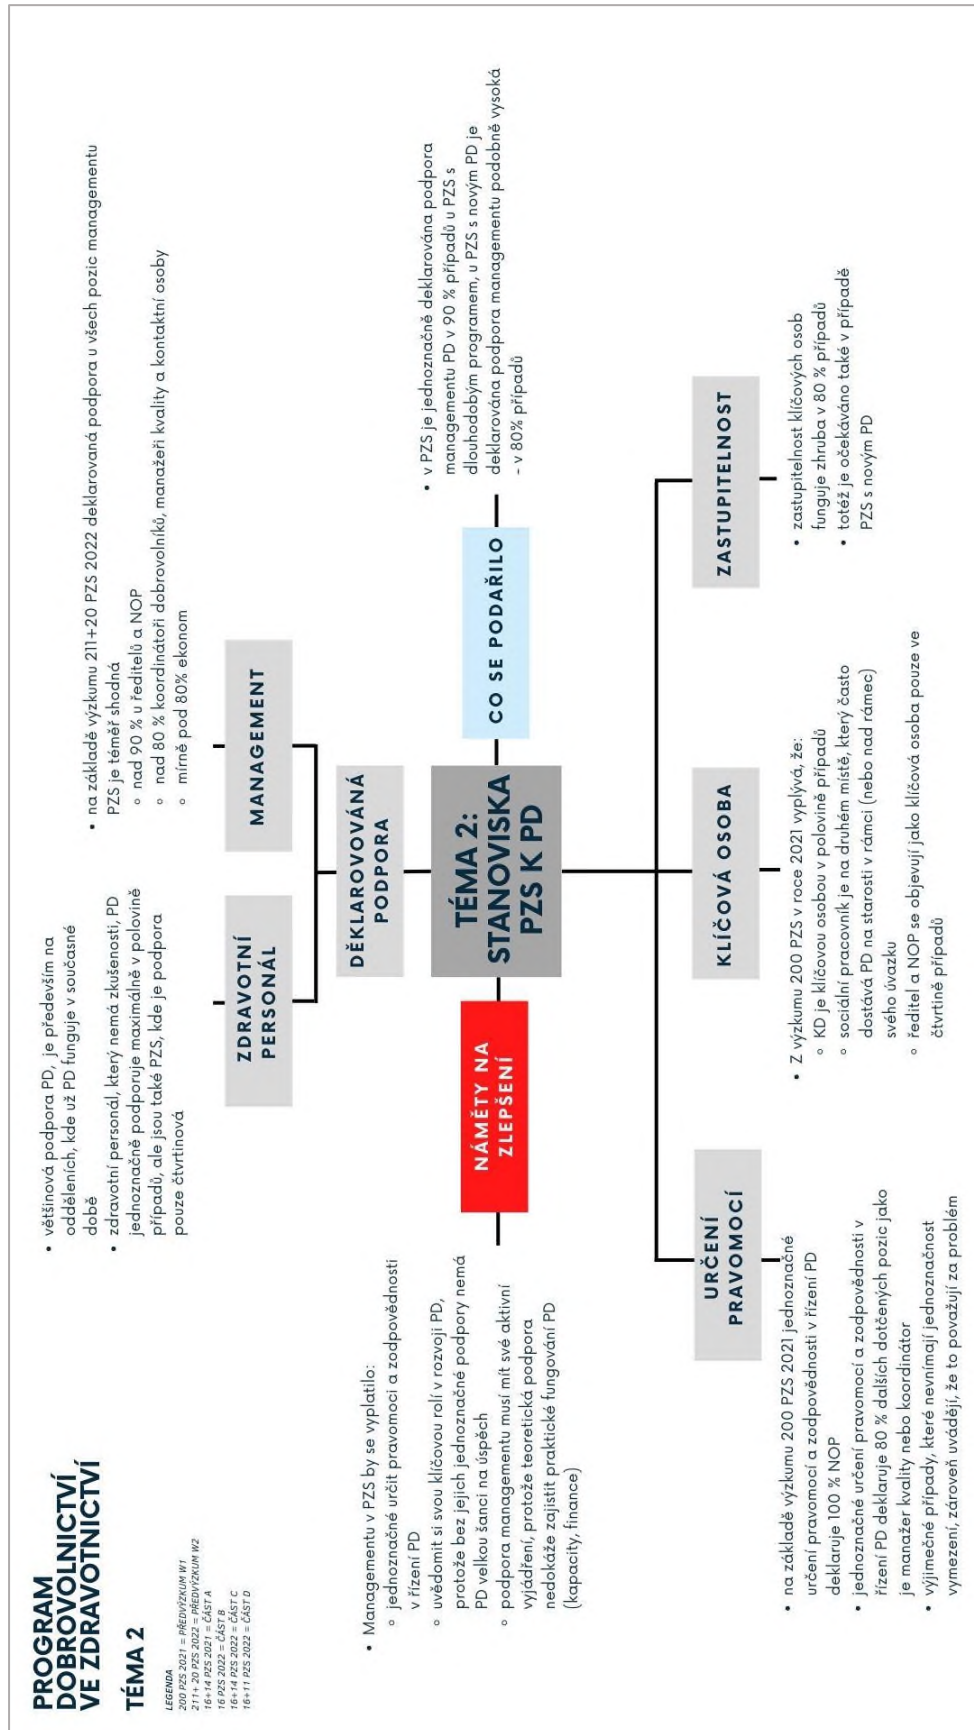 PROGRAM
DOBROVOLNICTVÍ
VE ZDRAVOTNICTVÍ
TÉMA 2
LEGENDA
200 PZS 2021 = PŘEDVÝZKUM W1
211+ 20 PZS 2022 = PŘEDVÝZKUM W2
16+14 PZS 2021 = ČÁST A
16 PZS 2022 = ČÁST B
16+14 PZS 2022 = ČÁST C
16+11 PZS 2022 = ČÁST D
• většinová podpora PD, je především na
odděleních, kde už PD funguje v současné
době
• zdravotní personál, který nemá zkušenosti, PD
jednoznačně podporuje maximálně v polovině
případů, ale jsou také PZS, kde je podpora
pouze čtvrtinová
• na základě výzkumu 211+20 PZS 2022 deklarovaná podpora u všech pozic managementu
PZS je téměř shodná
◦ nad 90 % u ředitelů a NOP
◦ nad 80 % koordinátoři dobrovolníků, manažeři kvality a kontaktní osoby
◦ mírně pod 80% ekonom
ZDRAVOTNÍ
PERSONÁL
MANAGEMENT
DĚKLAROVOVANÁ
PODPORA
• Managementu v PZS by se vyplatilo:
◦ jednoznačné určit pravomoci a zodpovědnosti
v řízení PD
◦ uvědomit si svou klíčovou rolí v rozvoji PD,
protože bez jejich jednoznačné podpory nemá
PD velkou šanci na úspěch
◦ podpora managementu musí mít své aktivní
vyjádření, protože teoretická podpora
nedokáže zajistit praktické fungování PD
(kapacity, finance)
NÁMĚTY NA
ZLEPŠENÍ
TÉMA 2:
STANOVISKA
PZS K PD
CO SE PODAŘILO
• v PZS je jednoznačně deklarována podpora
managementu PD v 90 % případů u PZS s
dlouhodobým programem, u PZS s novým PD je
deklarována podpora managementu podobně vysoká
- v 80% případů
URČENÍ
PRAVOMOCÍ
KLÍČOVÁ OSOBA
ZASTUPITELNOST
• na základě výzkumu 200 PZS 2021 jednoznačné
určení pravomocí a zodpovědnosti v řízení PD
deklaruje 100 % NOP
• jednoznačné určení pravomocí a zodpovědnosti v
řízení PD deklaruje 80 % dalších dotčených pozic jako
je manažer kvality nebo koordinátor
• výjimečné případy, které nevnímají jednoznačnost
vymezení, zároveň uvádějí, že to považují za problém
• Z výzkumu 200 PZS v roce 2021 vyplývá, že:
◦ KD je klíčovou osobou v polovině případů
◦ sociální pracovník je na druhém místě, který často
dostává PD na starosti v rámci (nebo nad rámec)
svého úvazku
◦ ředitel a NOP se objevují jako klíčová osoba pouze ve
čtvrtině případů
• zastupitelnost klíčových osob
funguje zhruba v 80 % případů
• totéž je očekáváno také v případě
PZS s novým PD